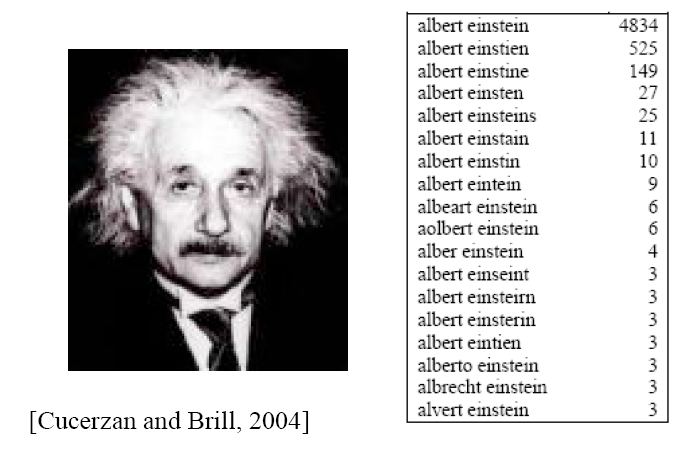 albert einstein 4834
albert einstien 525
albert einstine 149
albert einsten 27
albert einsteins 25
albert einstain 11
albert einstin 10
albert eintein 9
albeart einstein 6
aolbert einstein 6
alber einstein 4
albert einseint 3
albert einsteirn 3
albert einsterin 3
albert eintien 3
alberto einstein 3
albrecht einstein 3
alvert einstein 3
[Cucerzan and Brill, 2004]